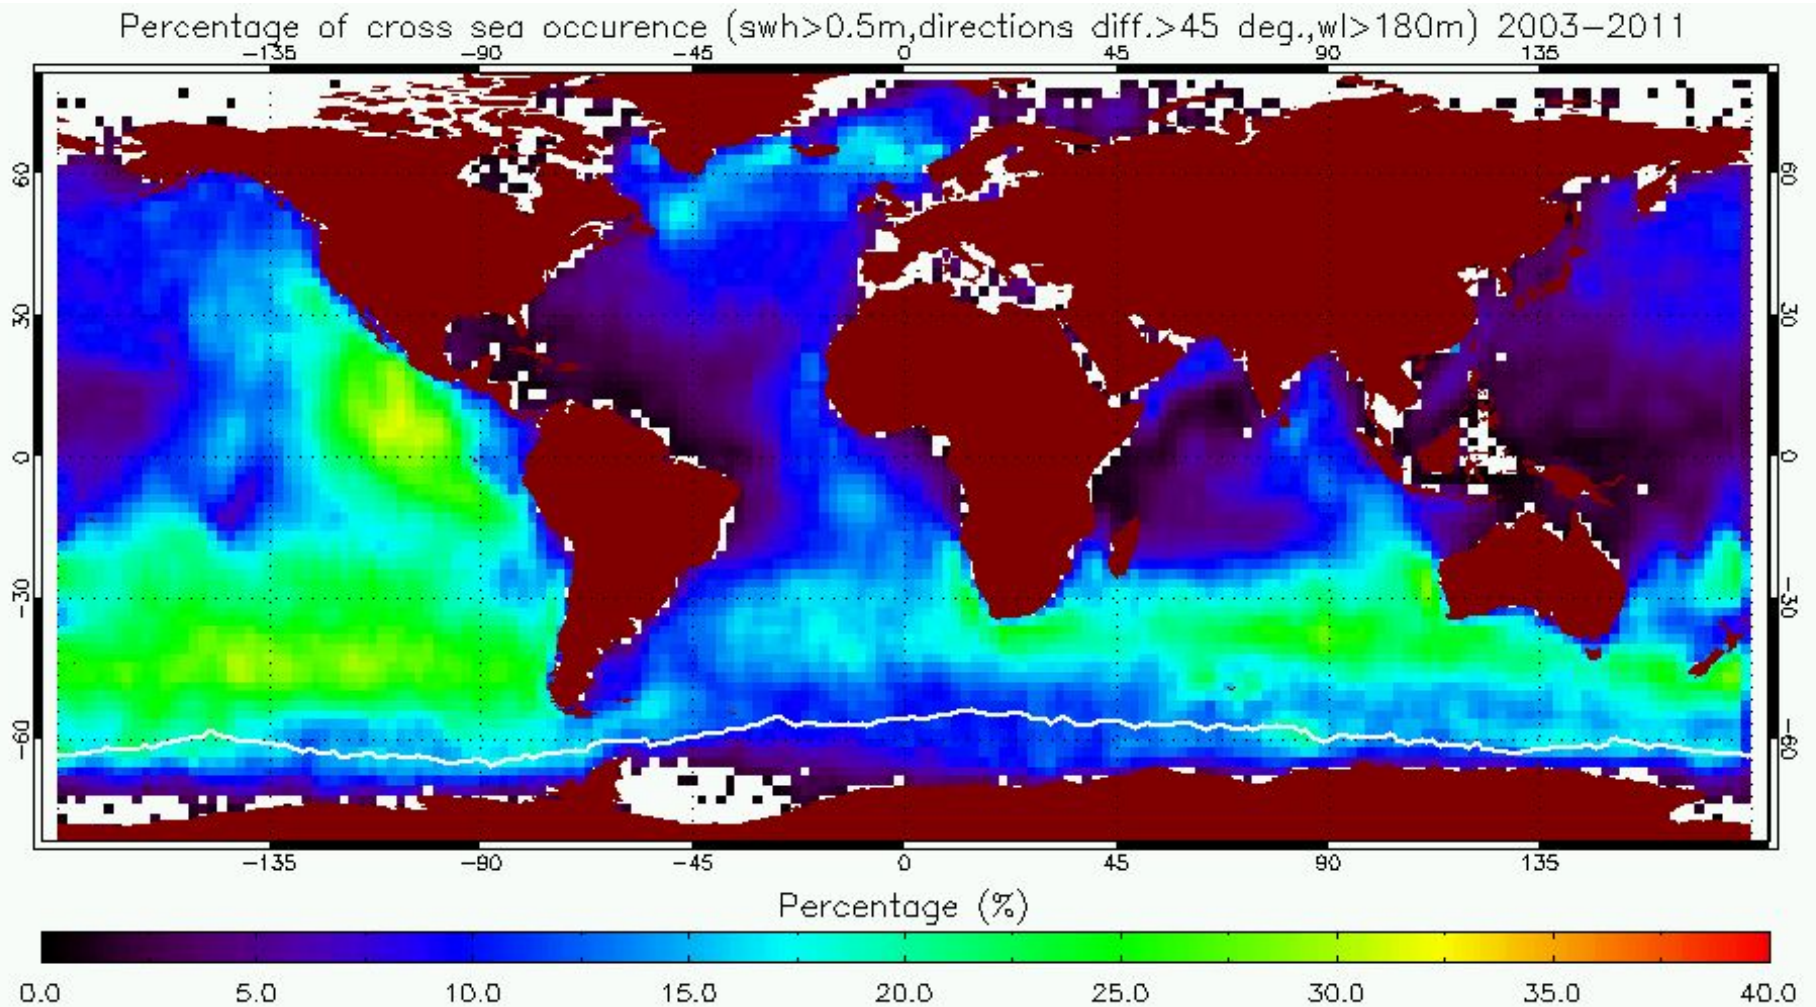 Percentage of cross sea occurence (swh>0.5m,directions diff.>45 deg.,wl>180m) 2003-2011
-135 -90 -45 0 45 90 135
60 60
30 30
0 0
-30 -30
-60 -60
-135 -90 -45 0 45 90 135
Percentage (%)
0.0 5.0 10.0 15.0 20.0 25.0 30.0 35.0 40.0